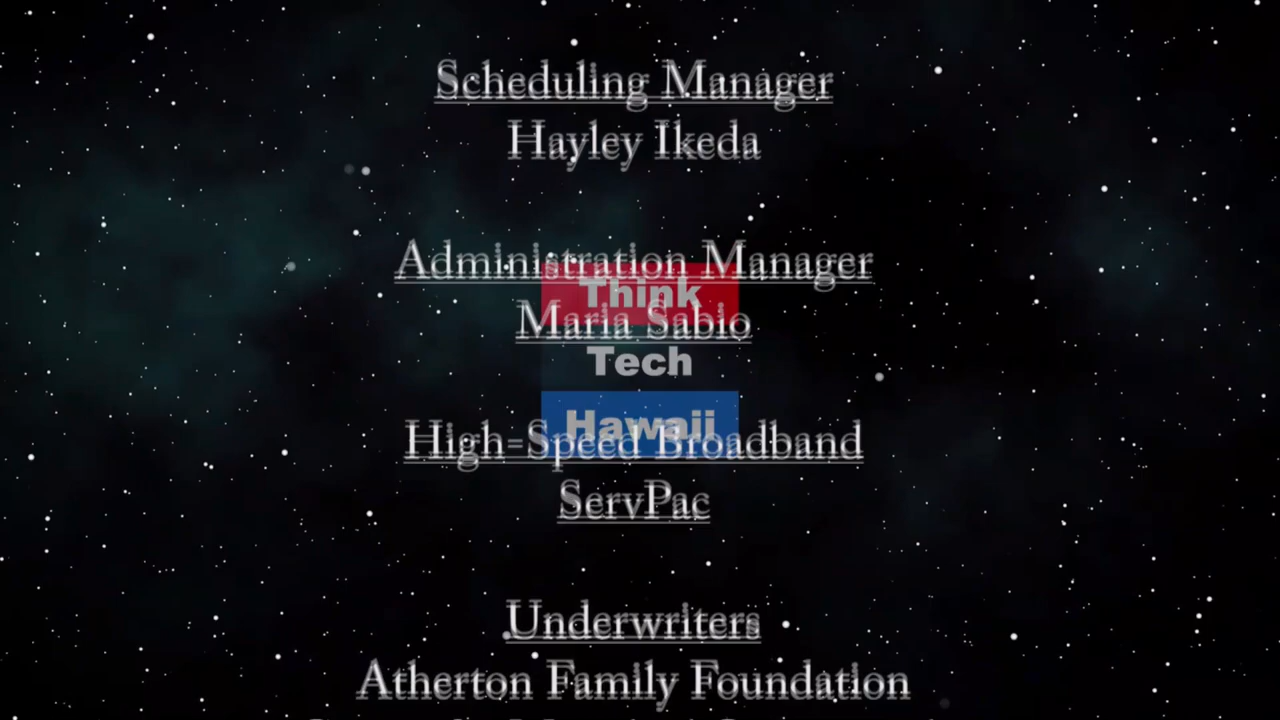 Scheduling Manager
Hayley Ikeda
Administration Manager
Think
Maria Sabio
Tech
Hawaii
High-Speed Broadband
ServPac
Underwriters
Atherton Family Foundation